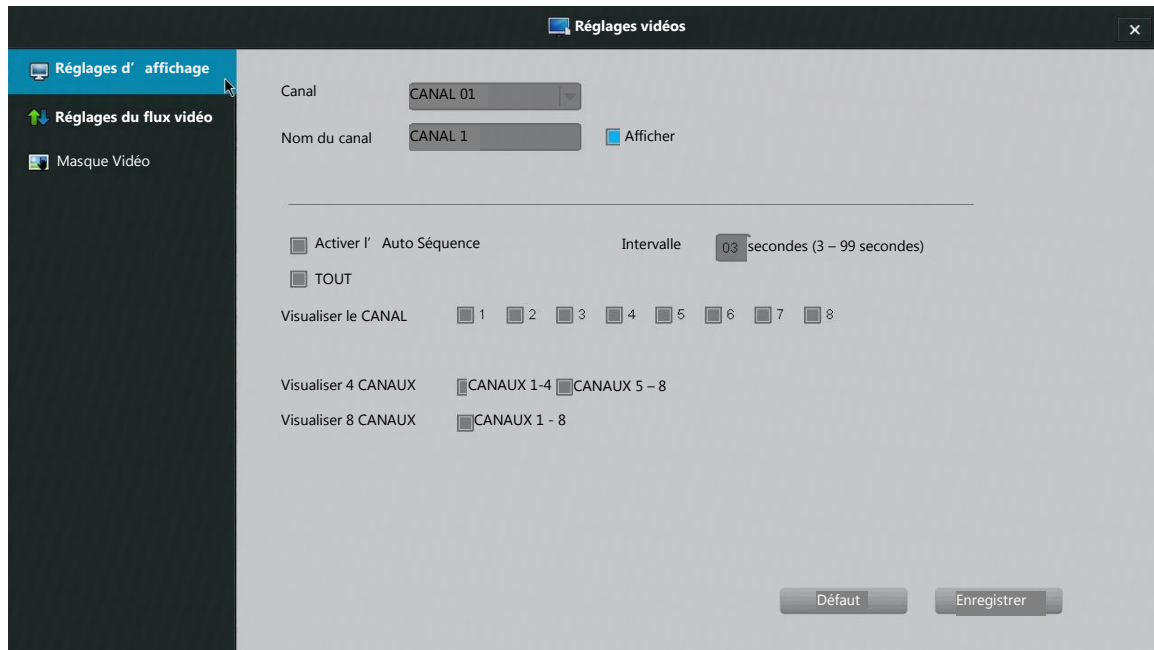 Réglages vidéos
Réglages d’ affichage
Réglages du flux vidéo
Masque Vidéo
Canal CANAL 01
Nom du canal CANAL 1 Afficher
Activer l’ Auto Séquence Intervalle 03 secondes (3 – 99 secondes)
TOUT
Visualiser le CANAL 1 2 3 4 5 6 7 8
Visualiser 4 CANAUX CANAUX 1-4 CANAUX 5 – 8
Visualiser 8 CANAUX CANAUX 1 - 8
Défaut Enregistrer